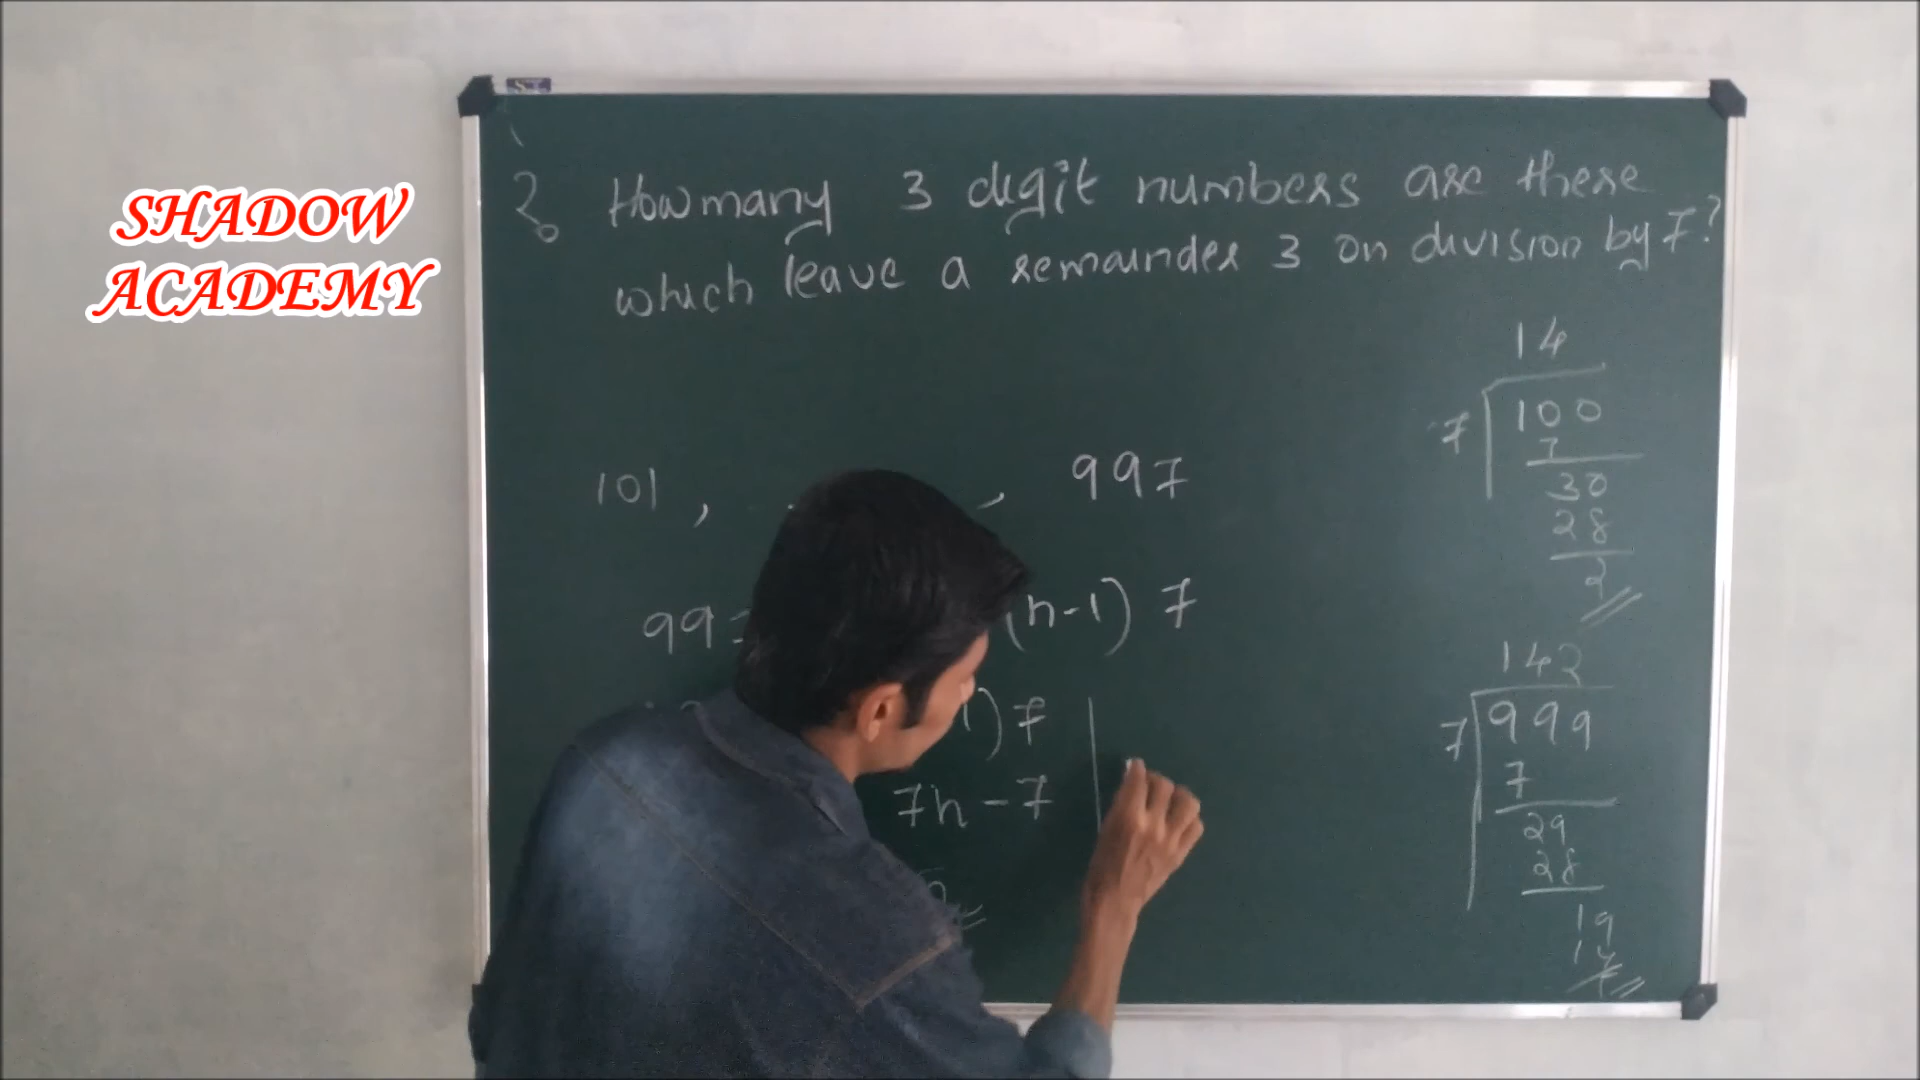 SHADOW
ACADEMY
S.T.
? How many 3 digit numbers are there
which leave a remainder 3 on division by 7?
101 , , 997
99 (n-1) 7
1) 7
7n - 7
14
7 100
7
30
28
2
142
7 999
7
29
28
19
14